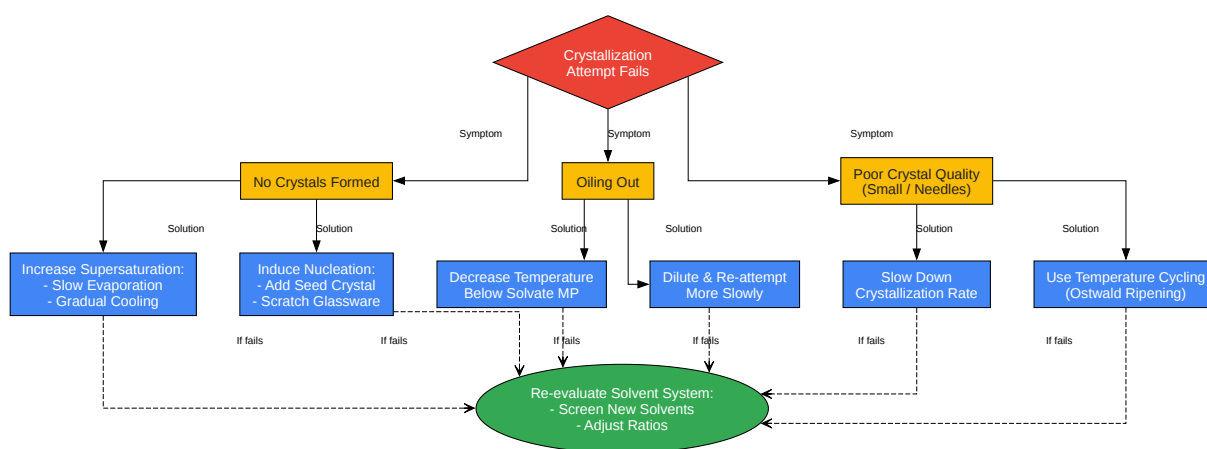 Crystallization
Attempt Fails
Symptom
Symptom
Symptom
No Crystals Formed
Oiling Out
Poor Crystal Quality
(Small / Needles)
Solution
Solution
Solution
Solution
Solution
Solution
Increase Supersaturation:
- Slow Evaporation
- Gradual Cooling
Induce Nucleation:
- Add Seed Crystal
- Scratch Glassware
Decrease Temperature
Below Solvate MP
Dilute & Re-attempt
More Slowly
Slow Down
Crystallization Rate
Use Temperature Cycling
(Ostwald Ripening)
If fails
If fails
If fails
If fails
If fails
If fails
Re-evaluate Solvent System:
- Screen New Solvents
- Adjust Ratios